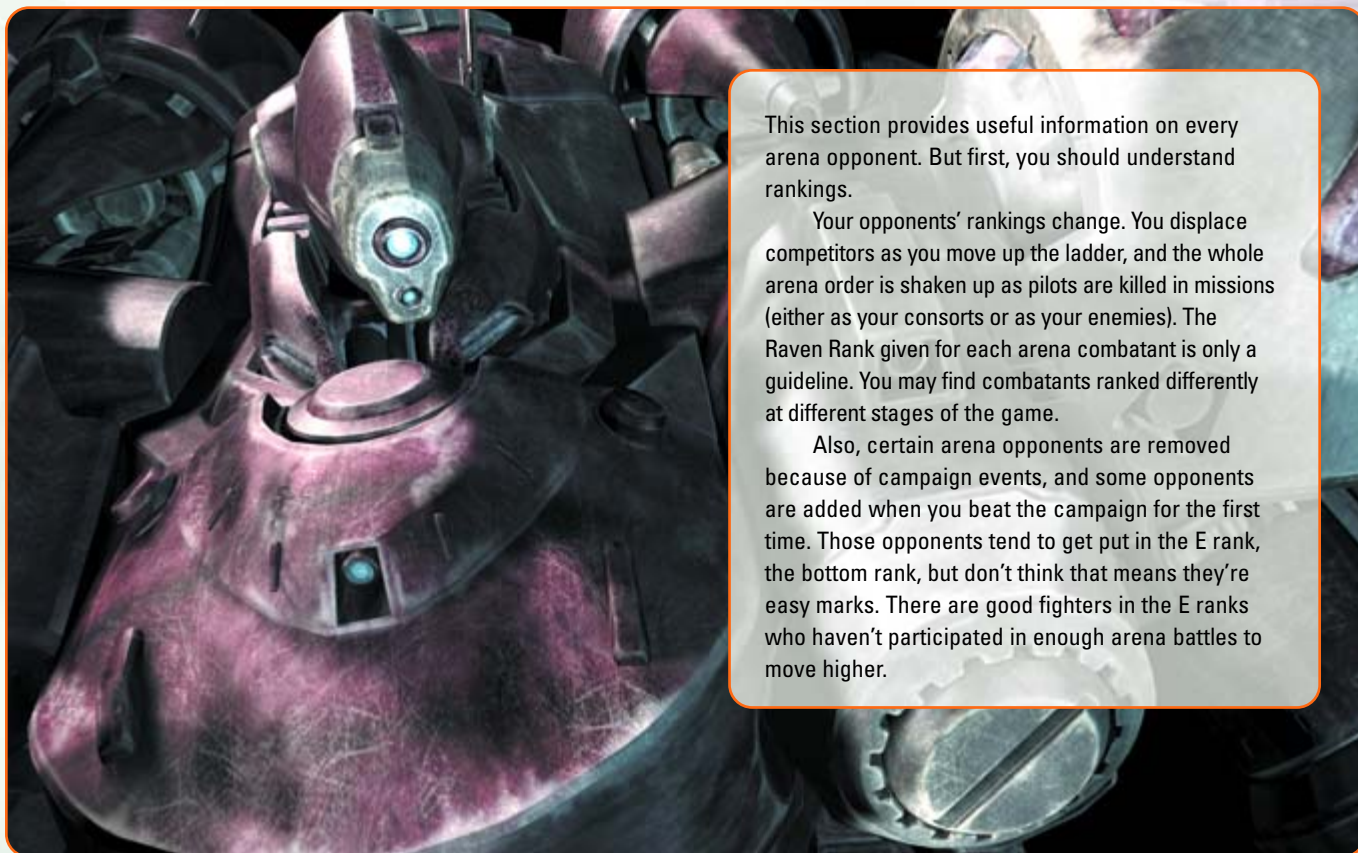 This section provides useful information on every
arena opponent. But first, you should understand
rankings.
Your opponents’ rankings change. You displace
competitors as you move up the ladder, and the whole
arena order is shaken up as pilots are killed in missions
(either as your consorts or as your enemies). The
Raven Rank given for each arena combatant is only a
guideline. You may find combatants ranked differently
at different stages of the game.
Also, certain arena opponents are removed
because of campaign events, and some opponents
are added when you beat the campaign for the first
time. Those opponents tend to get put in the E rank,
the bottom rank, but don’t think that means they’re
easy marks. There are good fighters in the E ranks
who haven’t participated in enough arena battles to
move higher.